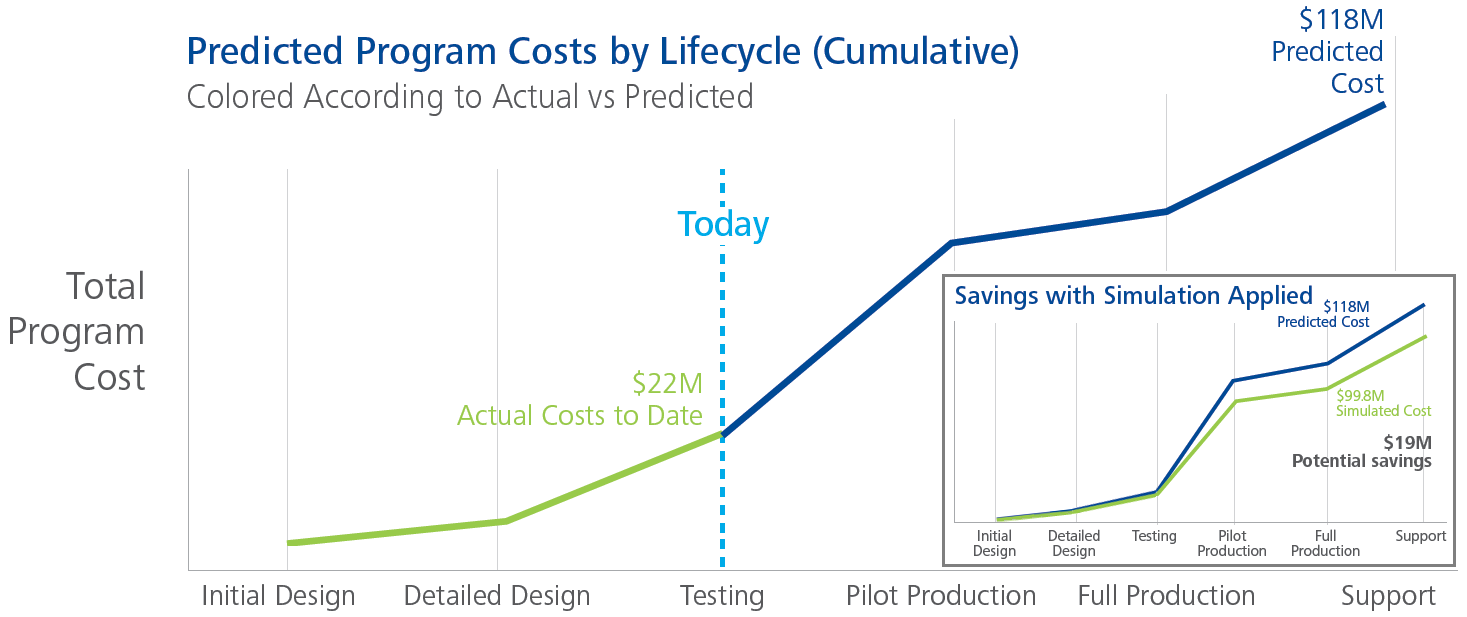 Predicted Program Costs by Lifecycle (Cumulative)
Colored According to Actual vs Predicted
$118M
Predicted
Cost
Today
Total
Program
Cost
$22M
Actual Costs to Date
Savings with Simulation Applied
$118M
Predicted Cost
$99.8M
Simulated Cost
$19M
Potential savings
Initial
Design
Detailed
Design
Testing
Pilot
Production
Full
Production
Support
Initial Design
Detailed Design
Testing
Pilot Production
Full Production
Support